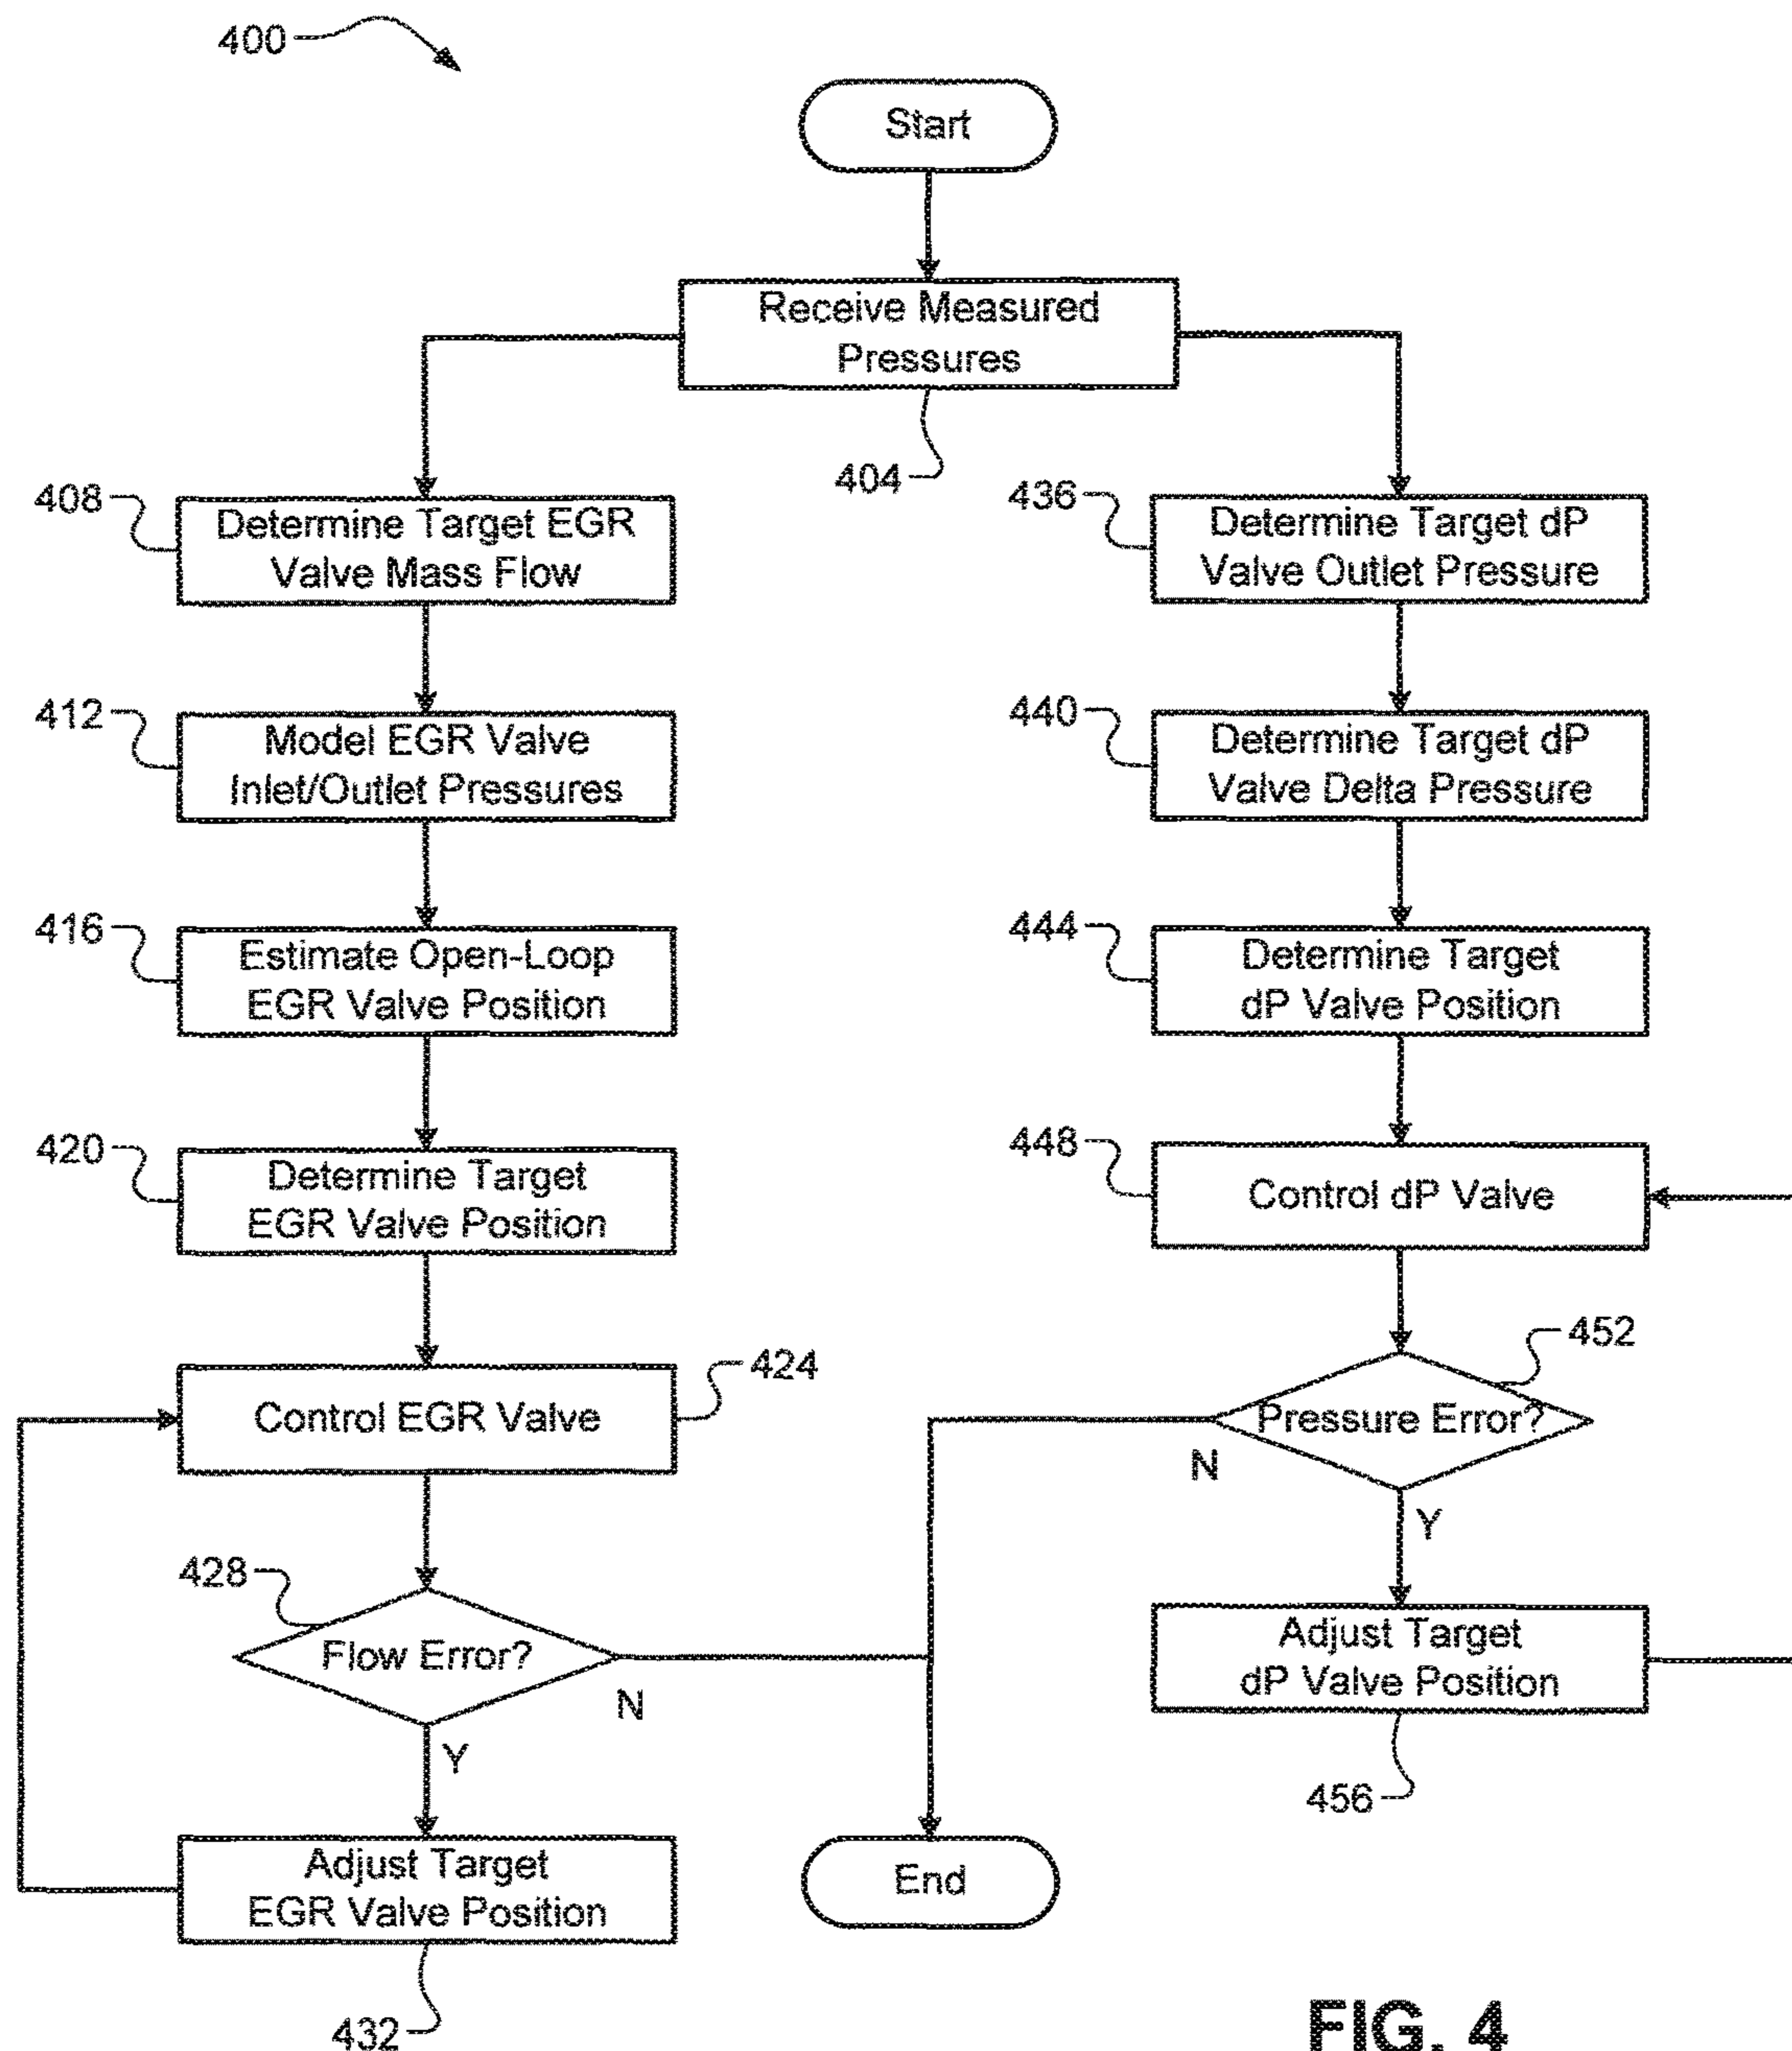 400
Start
Receive Measured
Pressures
404
408
Determine Target EGR
Valve Mass Flow
412
Model EGR Valve
Inlet/Outlet Pressures
416
Estimate Open-Loop
EGR Valve Position
420
Determine Target
EGR Valve Position
Control EGR Valve
424
428
Flow Error?
N
Y
Adjust Target
EGR Valve Position
432
436
Determine Target dP
Valve Outlet Pressure
440
Determine Target dP
Valve Delta Pressure
444
Determine Target
dP Valve Position
448
Control dP Valve
452
Pressure Error?
N
Y
Adjust Target
dP Valve Position
456
End
FIG. 4